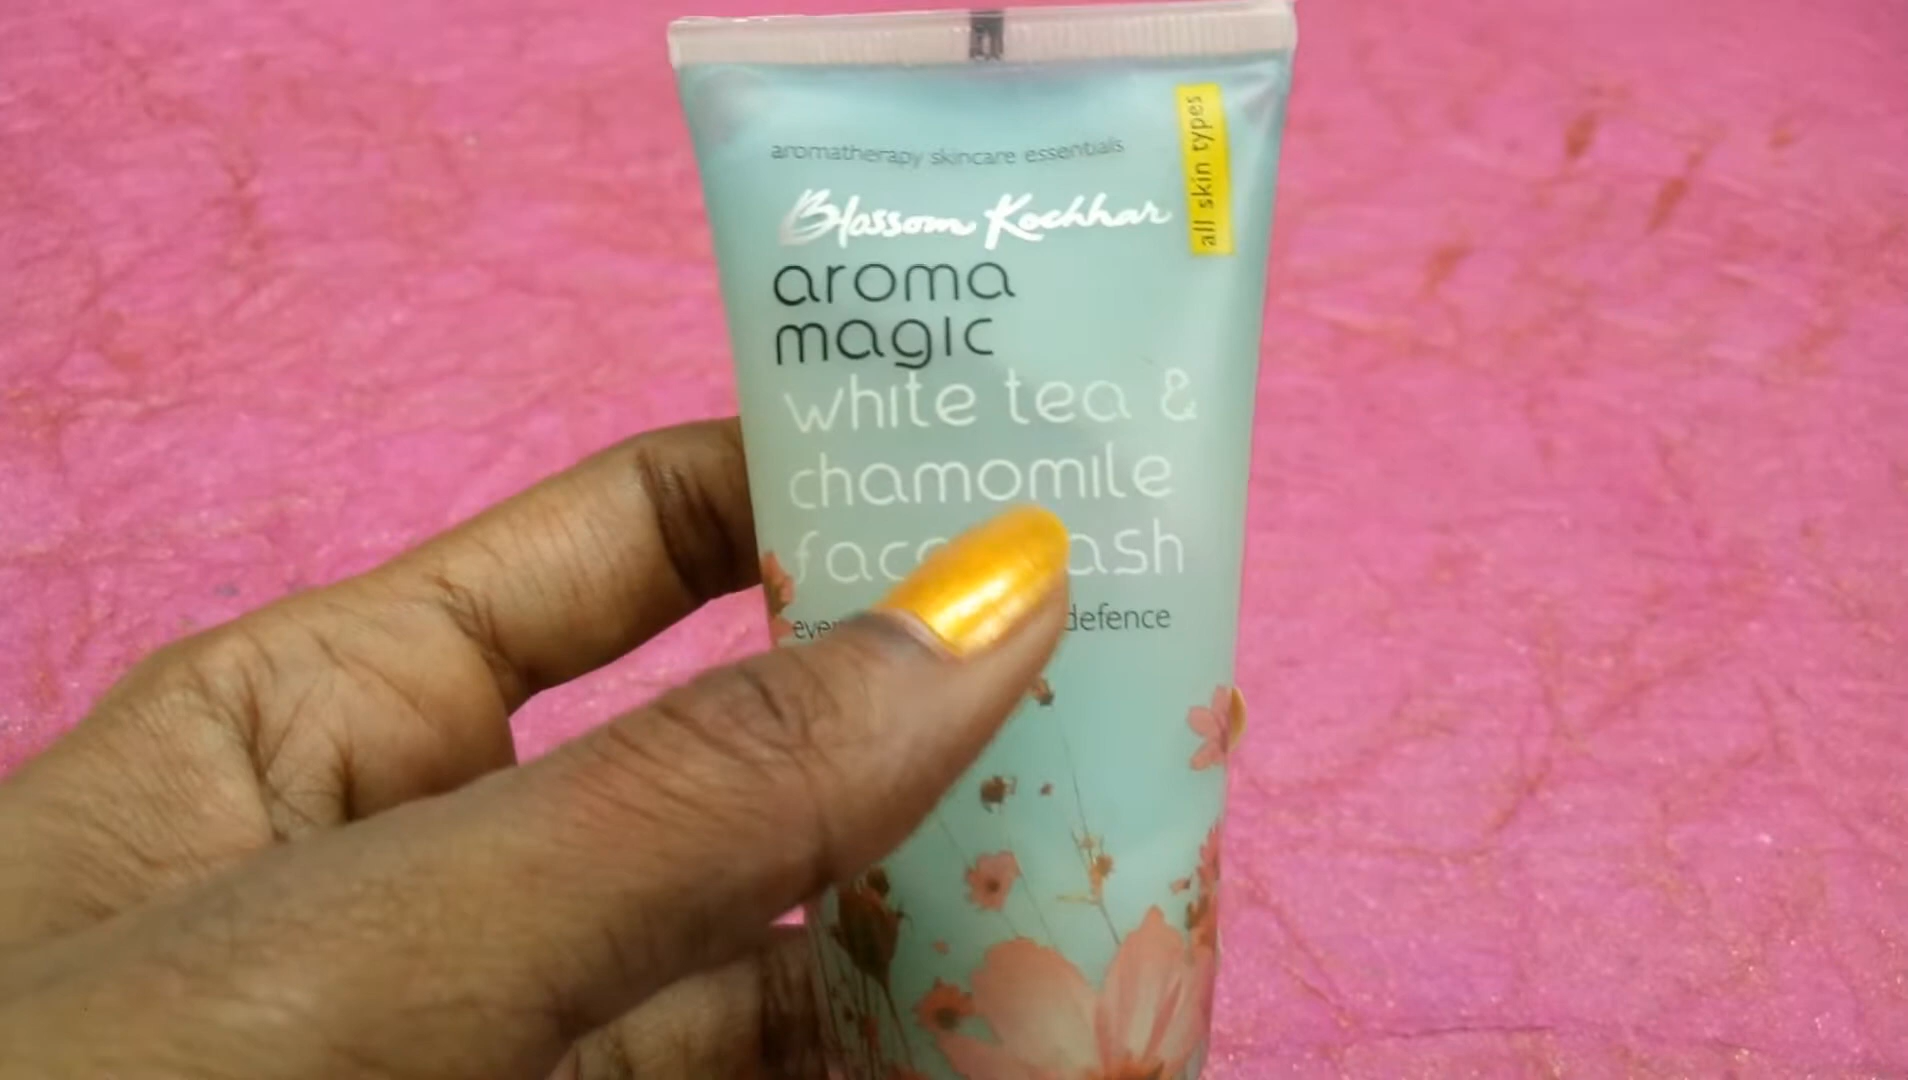 aromatherapy skincare essentials
all skin types
Blossom Kochhar
aroma
magic
white tea &
chamomile
defence